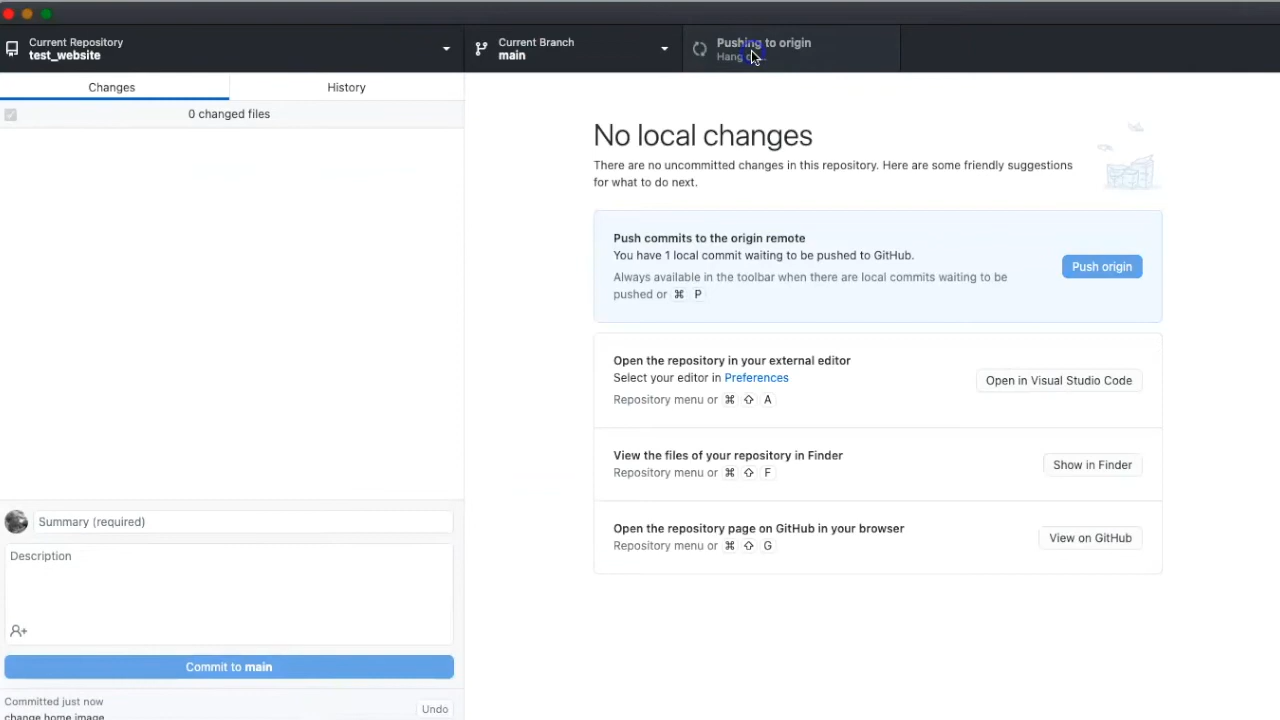 Current Repository
test_website
Current Branch
main
Pushing to origin
Hang
Changes
History
0 changed files
No local changes
There are no uncommitted changes in this repository. Here are some friendly suggestions
for what to do next.
Push commits to the origin remote
You have 1 local commit waiting to be pushed to GitHub.
Always available in the toolbar when there are local commits waiting to be
pushed or ⌘ P
Push origin
Open the repository in your external editor
Select your editor in Preferences
Repository menu or ⌘ ⇧ A
Open in Visual Studio Code
View the files of your repository in Finder
Repository menu or ⌘ ⇧ F
Show in Finder
Open the repository page on GitHub in your browser
Repository menu or ⌘ ⇧ G
View on GitHub
Summary (required)
Description
Commit to main
Committed just now
change home image
Undo